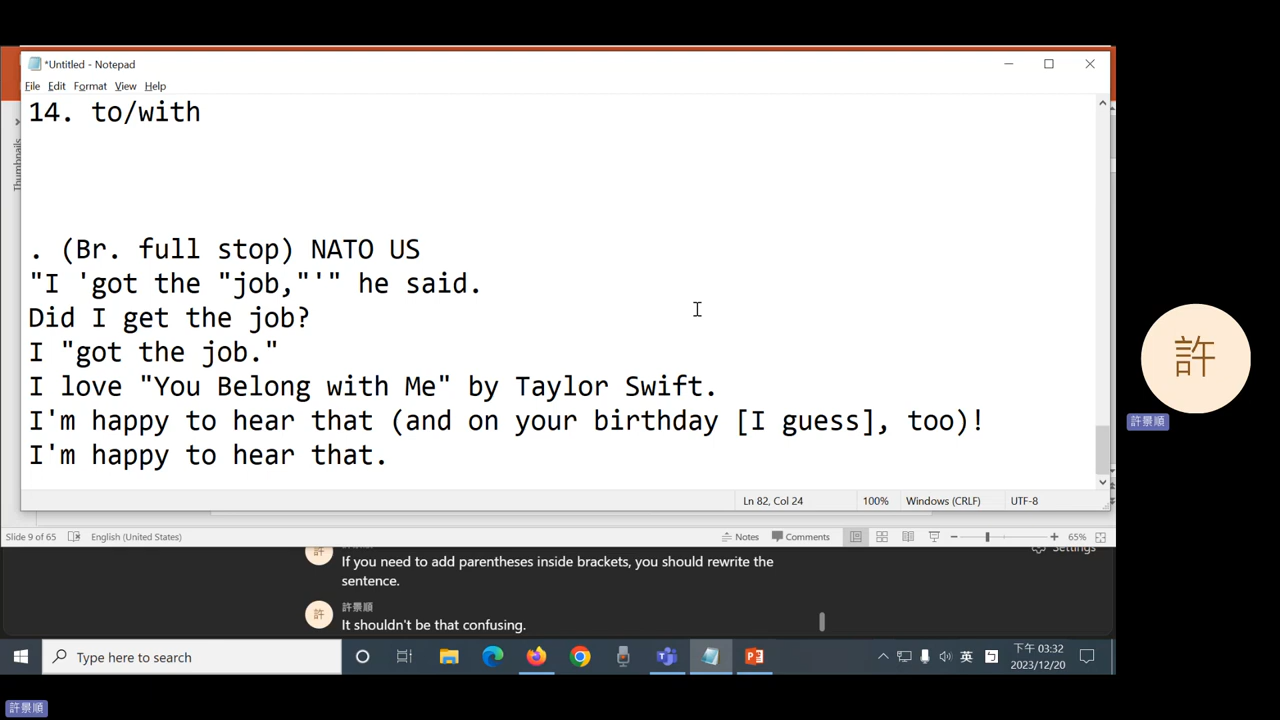 *Untitled - Notepad
File Edit Format View Help
14. to/with
. (Br. full stop) NATO US
"I 'got the "job,"'" he said.
Did I get the job?
I "got the job."
I love "You Belong with Me" by Taylor Swift.
I'm happy to hear that (and on your birthday [I guess], too)!
I'm happy to hear that.
Ln 82, Col 24 100% Windows (CRLF) UTF-8
Thumbnails
Slide 9 of 65 English (United States) Notes Comments 65%
Settings
許 If you need to add parentheses inside brackets, you should rewrite the
sentence.
許景順
許 It shouldn't be that confusing.
Type here to search
英
下午 03:32
2023/12/20
許
許景順
許景順